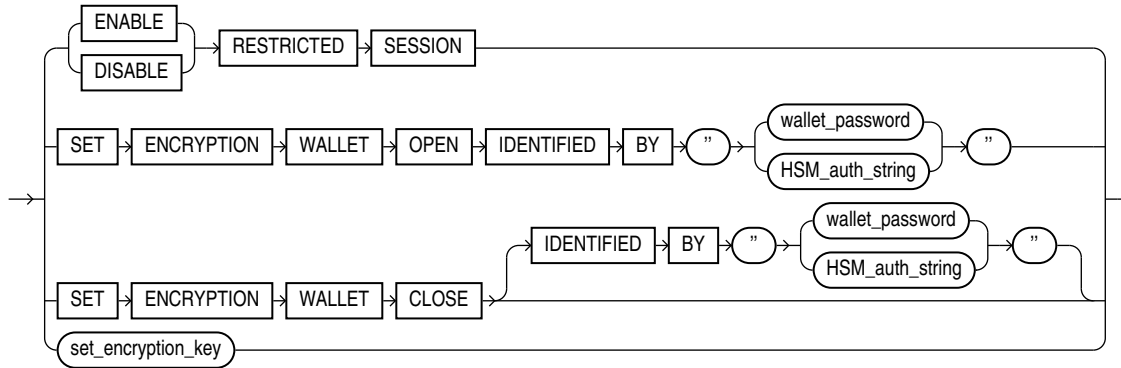 ENABLE
DISABLE
RESTRICTED SESSION
SET ENCRYPTION WALLET OPEN IDENTIFIED BY " wallet_password "
HSM_auth_string
IDENTIFIED BY " wallet_password "
HSM_auth_string
SET ENCRYPTION WALLET CLOSE
set_encryption_key